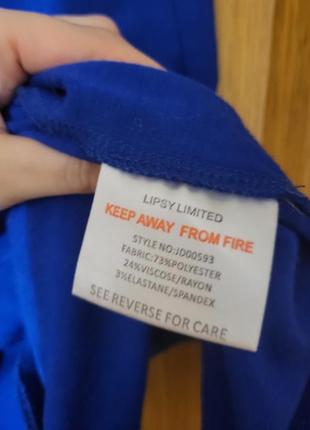 LIPSY LIMITED
KEEP AWAY FROM FIRE
STYLE NO:JD00593
FABRIC:73%POLYESTER
24%VISCOSE/RAYON
3%ELASTANE/SPANDEX
SEE REVERSE FOR CARE